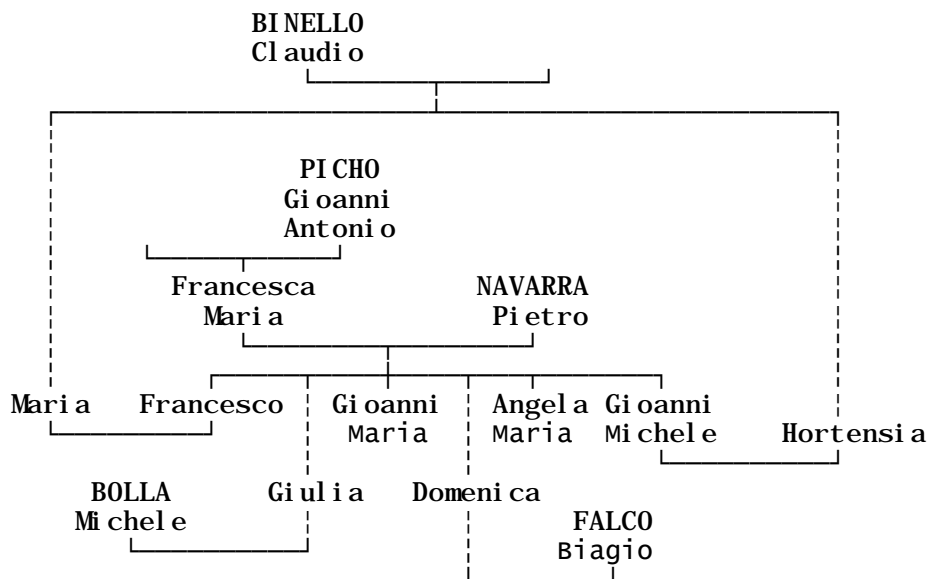 BINELLO
Claudio
PICHO
Gioanni
Antonio
Francesca NAVARRA
Maria Pietro
Maria Francesco Gioanni Angela Gioanni
Maria Maria Michele Hortensia
BOLLA Giulia Domenica
Michele FALCO
Biagio